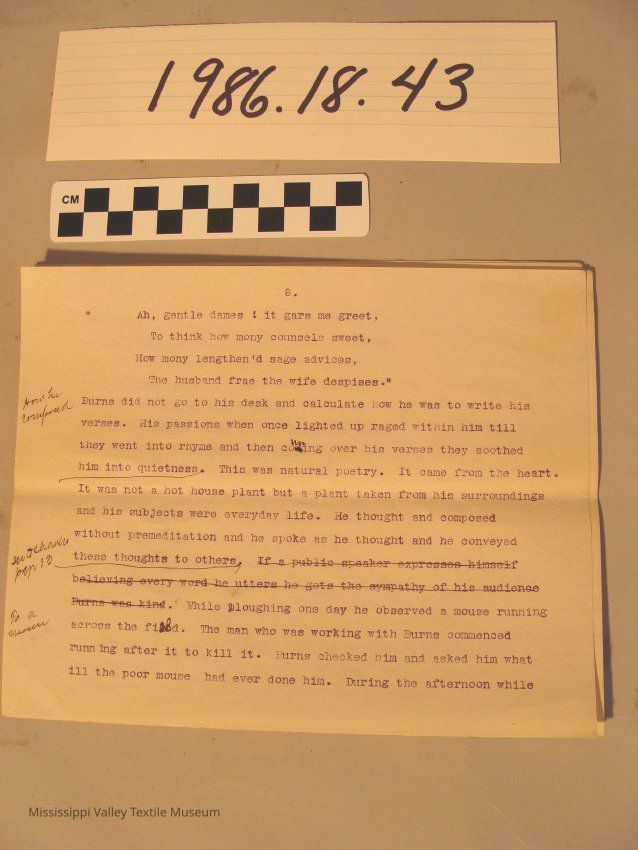 1986.18.43
CM
8.
" Ah, gentle dames ! it gars me greet,
To think how mony counsels sweet,
How mony lengthen'd sage advices,
The husband frae the wife despises."
How he
composed
Burns did not go to his desk and calculate how he was to write his
verses. His passions when once lighted up raged within him till
they went into rhyme and then conning over his verses they soothed
him into quietness. This was natural poetry. It came from the heart.
It was not a hot house plant but a plant taken from his surroundings
and his subjects were everyday life. He thought and composed
without premeditation and he spoke as he thought and he conveyed
these thoughts to others, If a public speaker expresses himself
believing every word he utters he gets the sympathy of his audience
Burns was kind. While ploughing one day he observed a mouse running
To a
mouse
across the field. The man who was working with Burns commenced
running after it to kill it. Burns checked him and asked him what
ill the poor mouse had ever done him. During the afternoon while
Mississippi Valley Textile Museum